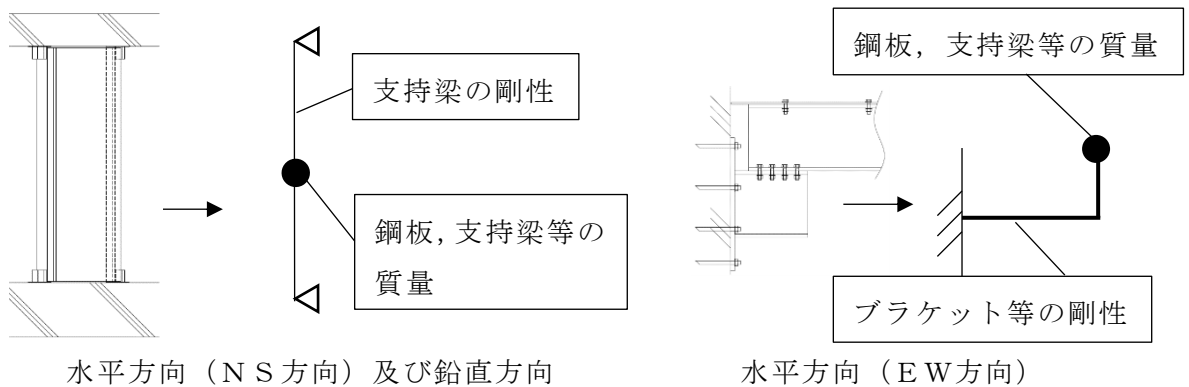 支持梁の剛性
鋼板,支持梁等の
質量
水平方向(NS方向)及び鉛直方向
鋼板,支持梁等の質量
ブラケット等の剛性
水平方向(EW方向)